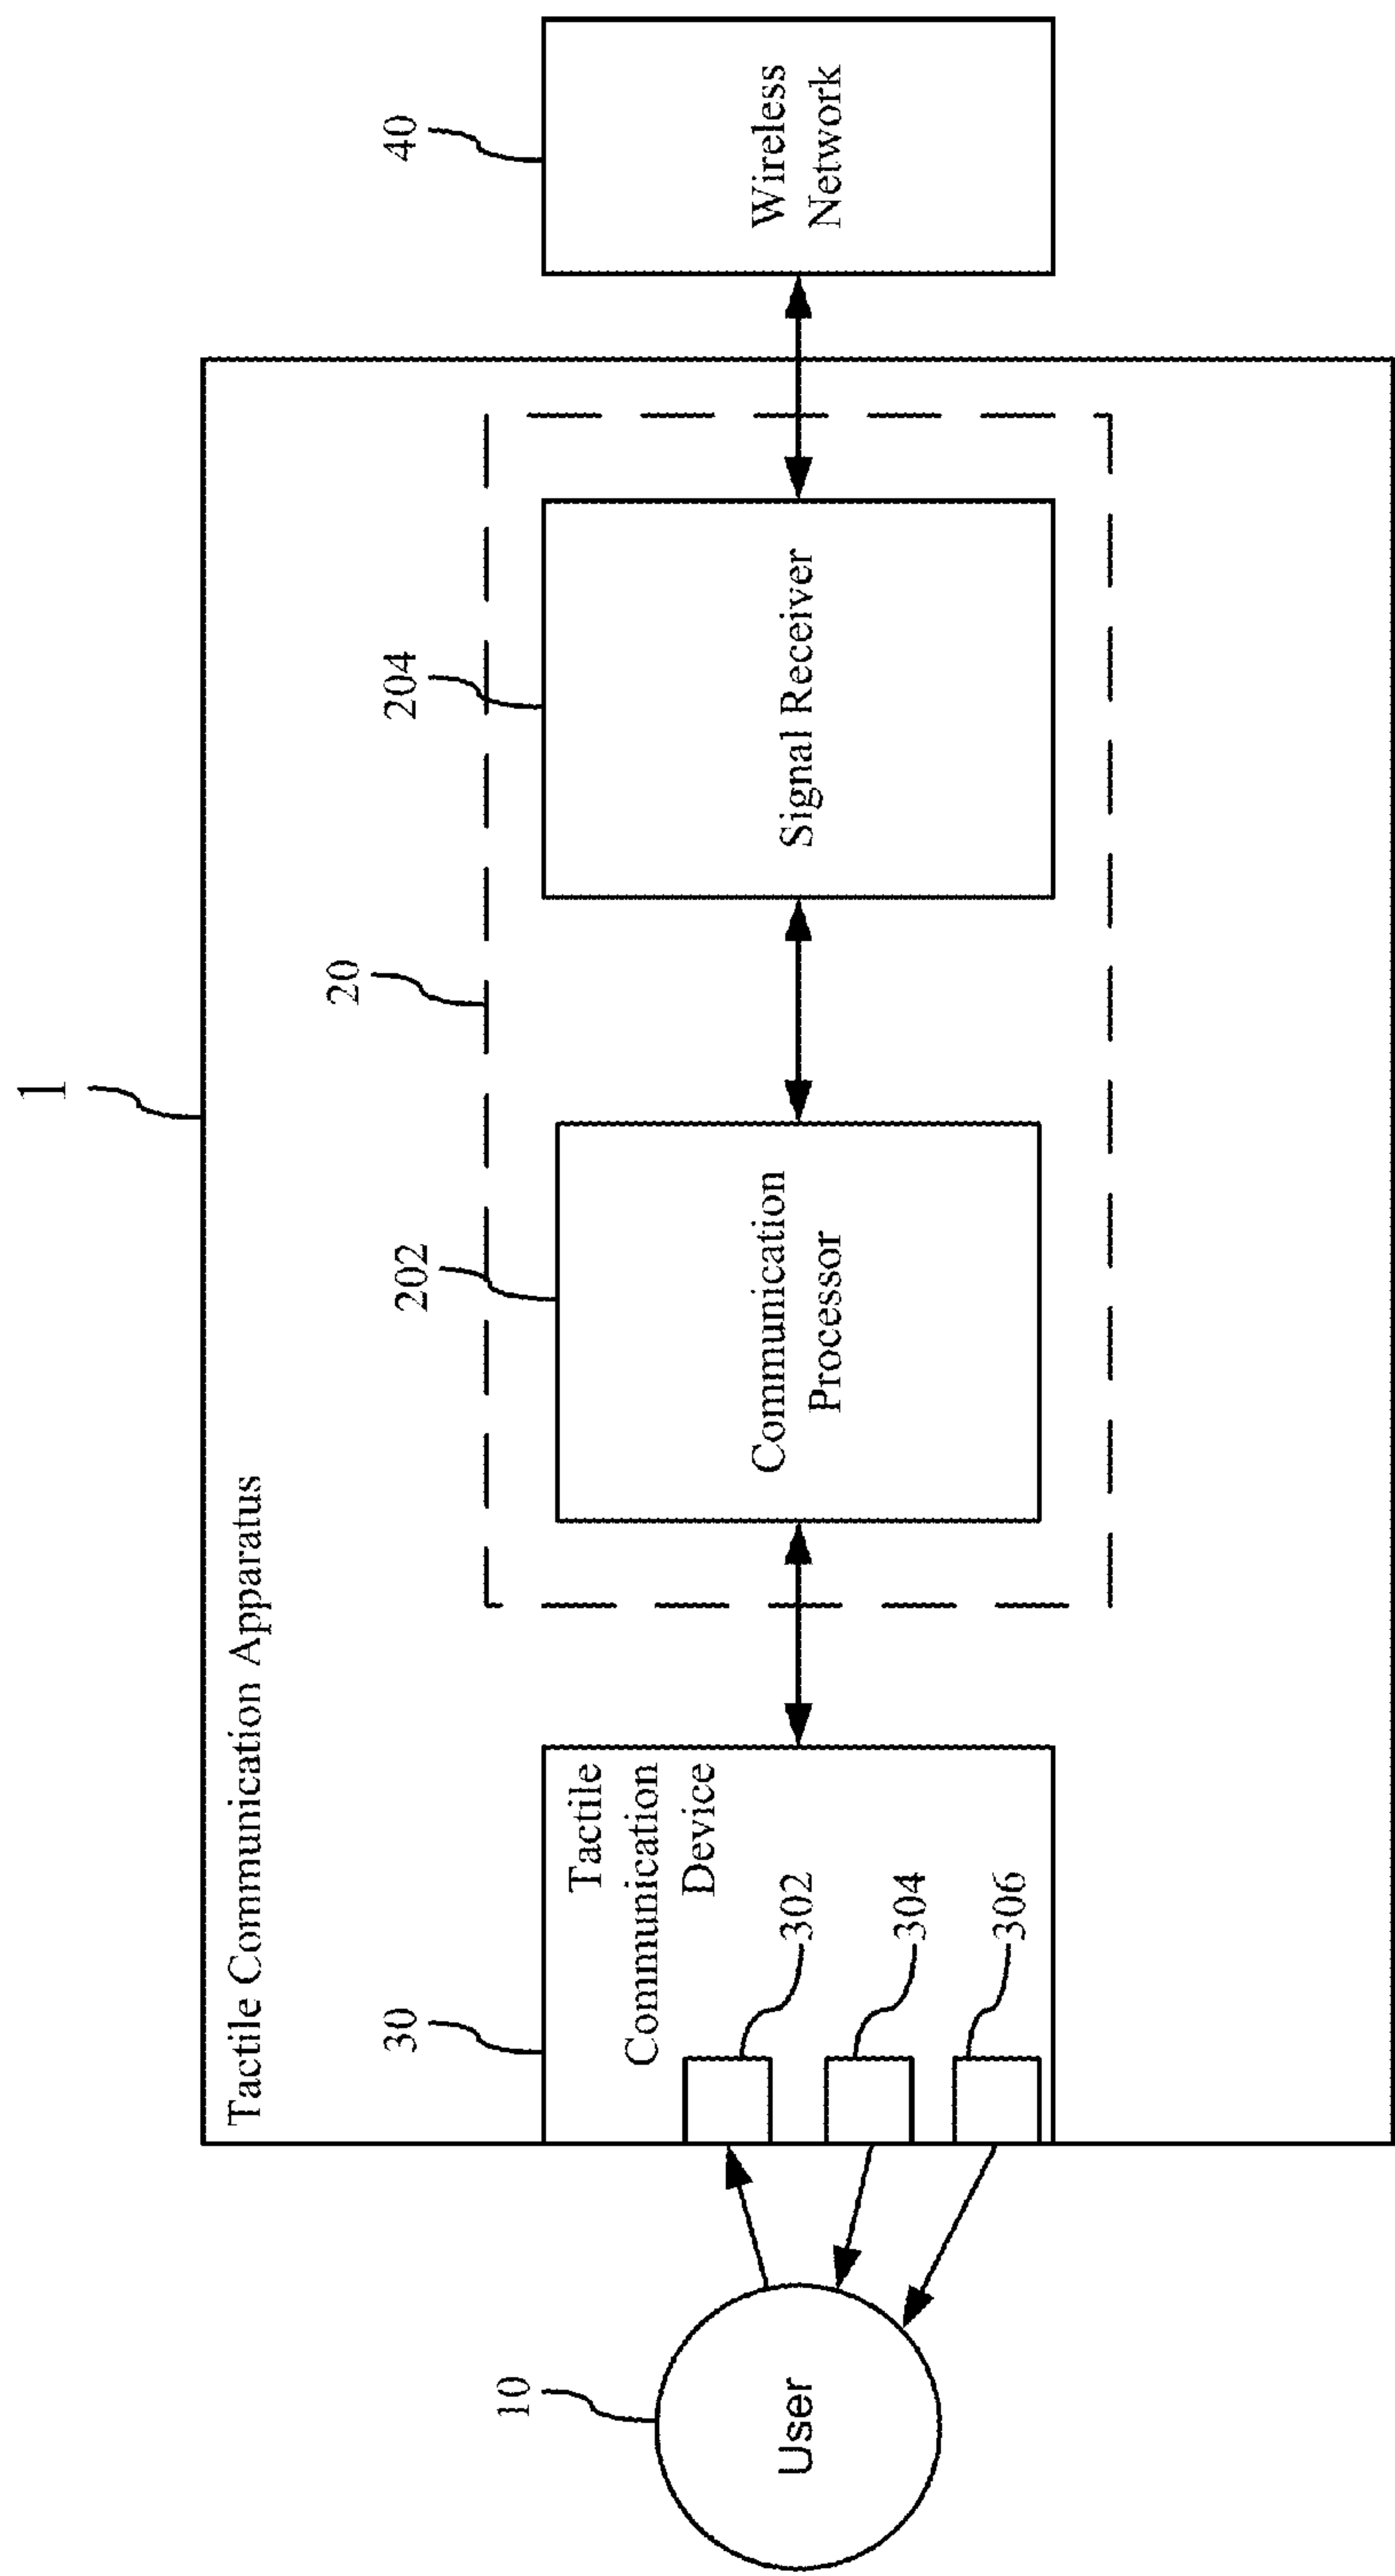 1
Tactile Communication Apparatus
10
User
30
Tactile
Communication
Device
302
304
306
20
202
Communication
Processor
204
Signal Receiver
40
Wireless
Network